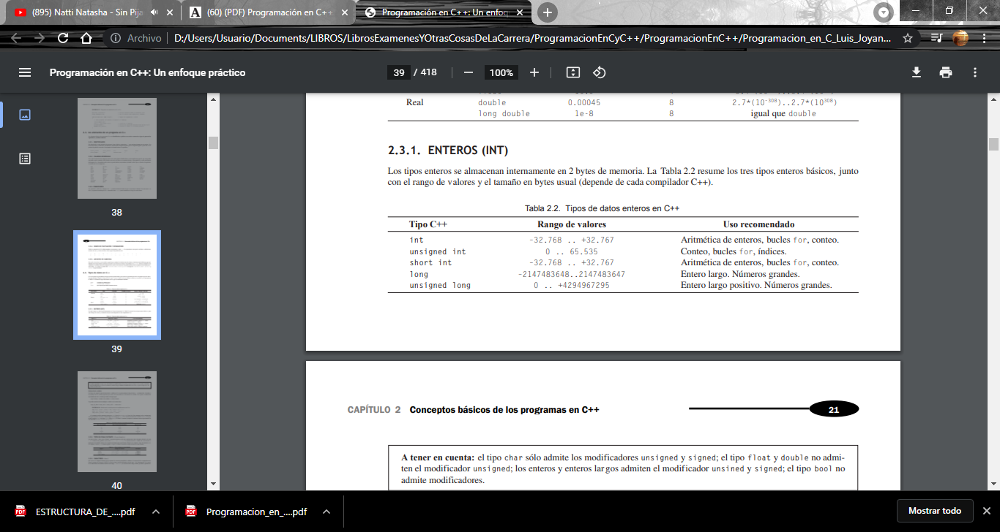 (895) Natti Natasha - Sin Pija
(60) (PDF) Programación en C++
Programación en C++: Un enfoq
Archivo
D:/Users/Usuario/Documents/LIBROS/LibrosExamenesYOtrasCosasDeLaCarrera/ProgramacionEnCyC++/ProgramacionEnC++/Programacion_en_C_Luis_Joyan...
Programación en C++: Un enfoque práctico
39 / 418
100%
38
39
40
Real double 0.00045 8 2.7*(10-308)..2.7*(10308)
long double 1e-8 8 igual que double
2.3.1. ENTEROS (INT)
Los tipos enteros se almacenan internamente en 2 bytes de memoria. La Tabla 2.2 resume los tres tipos enteros básicos, junto
con el rango de valores y el tamaño en bytes usual (depende de cada compilador C++).
Tabla 2.2. Tipos de datos enteros en C++
Tipo C++ Rango de valores Uso recomendado
int -32.768 .. +32.767 Aritmética de enteros, bucles for, conteo.
unsigned int 0 .. 65.535 Conteo, bucles for, índices.
short int -32.768 .. +32.767 Aritmética de enteros, bucles for, conteo.
long -2147483648..2147483647 Entero largo. Números grandes.
unsigned long 0 .. +4294967295 Entero largo positivo. Números grandes.
CAPÍTULO 2 Conceptos básicos de los programas en C++ 21
A tener en cuenta: el tipo char sólo admite los modificadores unsigned y signed; el tipo float y double no admi-
ten el modificador unsigned; los enteros y enteros largos admiten el modificador unsined y signed; el tipo bool no
admite modificadores.
ESTRUCTURA_DE_....pdf
Programacion_en_....pdf
Mostrar todo